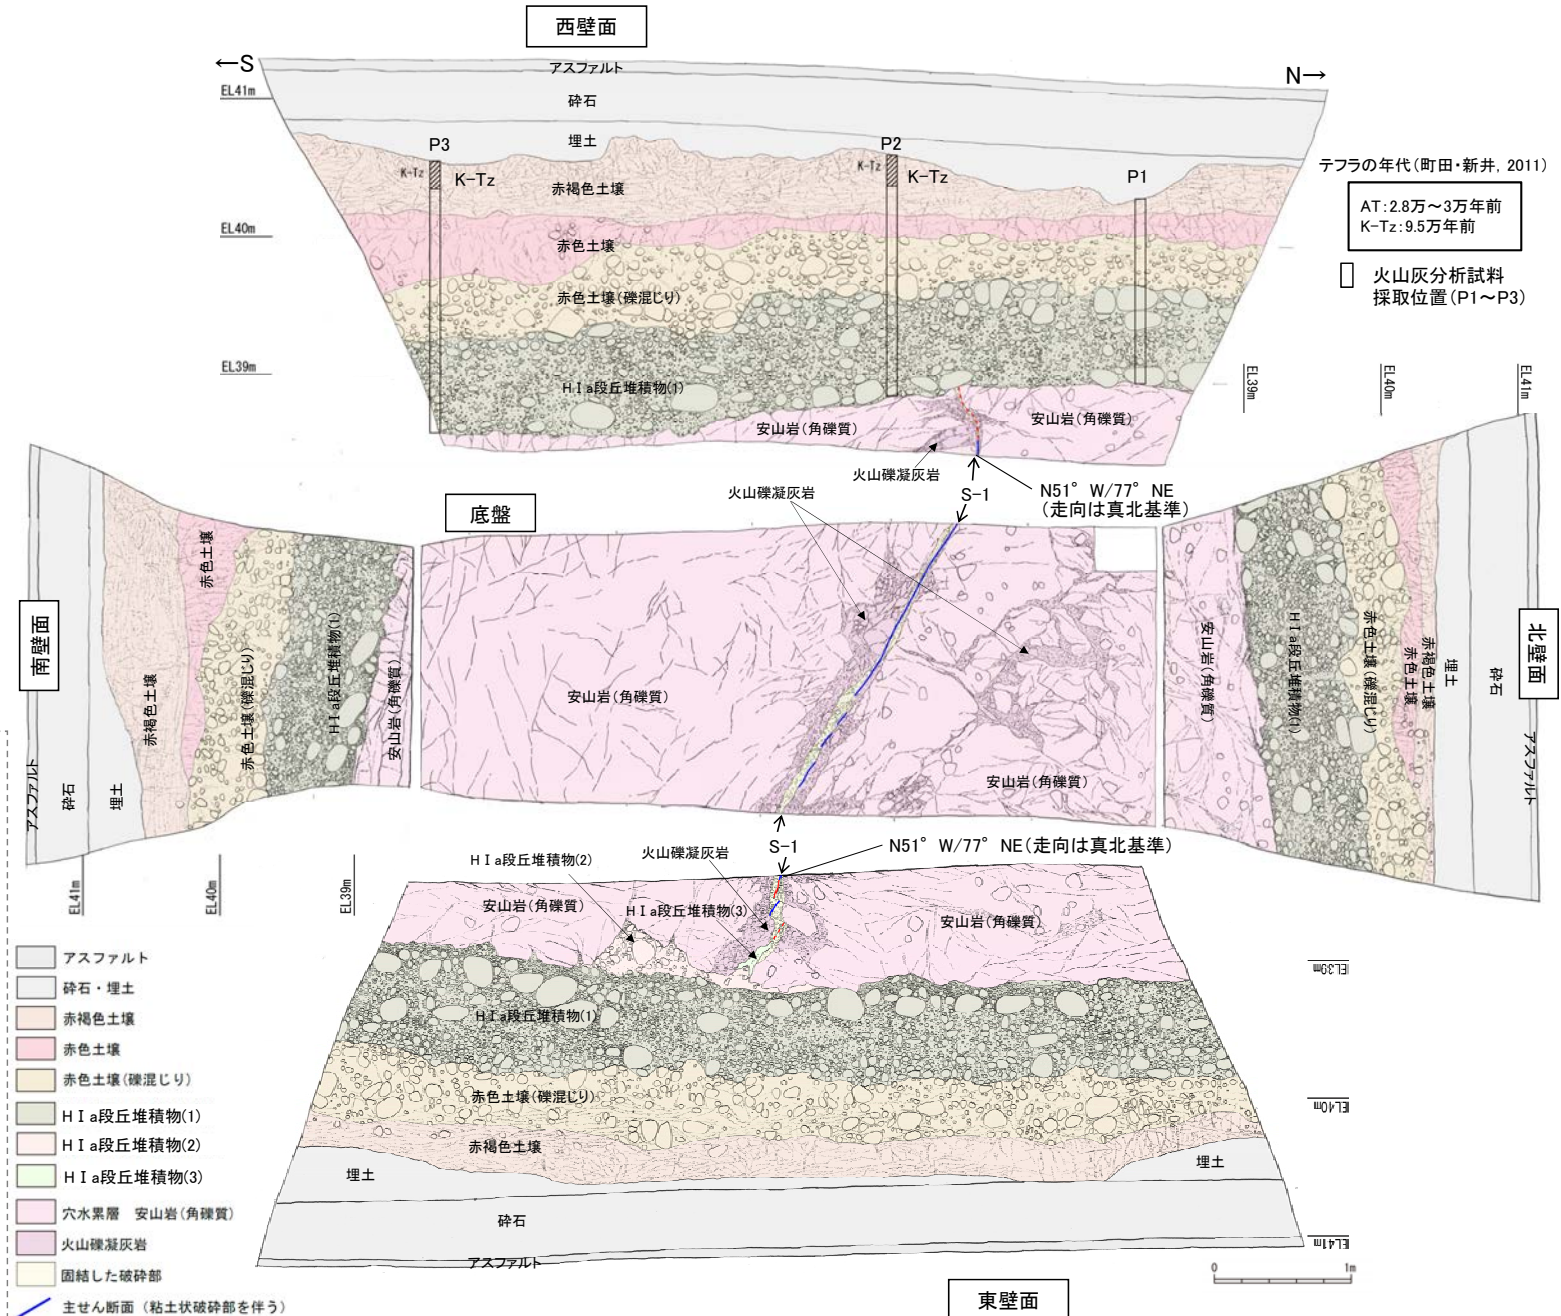 西壁面
←S
N→
アスファルト
EL41m
砕石
埋土
P3
P2
P1
K-Tz
K-Tz
K-Tz
K-Tz
赤褐色土壌
テフラの年代(町田・新井, 2011)
AT:2.8万～3万年前
K-Tz:9.5万年前
EL40m
赤色土壌
火山灰分析試料
採取位置(P1～P3)
赤色土壌(礫混じり)
EL39m
HⅠa段丘堆積物(1)
安山岩(角礫質)
安山岩(角礫質)
火山礫凝灰岩
EL39m
EL40m
EL41m
火山礫凝灰岩
S-1
N51°W/77°NE
(走向は真北基準)
底盤
南壁面
アスファルト
砕石
埋土
赤褐色土壌
赤色土壌
赤色土壌(礫混じり)
HⅠa段丘堆積物(1)
安山岩(角礫質)
安山岩(角礫質)
安山岩(角礫質)
安山岩(角礫質)
HⅠa段丘堆積物(1)
赤色土壌(礫混じり)
赤色土壌
赤褐色土壌
埋土
砕石
アスファルト
北壁面
S-1
N51°W/77°NE(走向は真北基準)
EL41m
EL40m
EL39m
HⅠa段丘堆積物(2)
火山礫凝灰岩
安山岩(角礫質)
HⅠa段丘堆積物(3)
安山岩(角礫質)
EL39m
HⅠa段丘堆積物(1)
赤色土壌(礫混じり)
EL40m
赤褐色土壌
埋土
埋土
砕石
EL41m
アスファルト
0 1m
東壁面
アスファルト
砕石・埋土
赤褐色土壌
赤色土壌
赤色土壌(礫混じり)
HⅠa段丘堆積物(1)
HⅠa段丘堆積物(2)
HⅠa段丘堆積物(3)
穴水累層 安山岩(角礫質)
火山礫凝灰岩
固結した破砕部
主せん断面(粘土状破砕部を伴う)